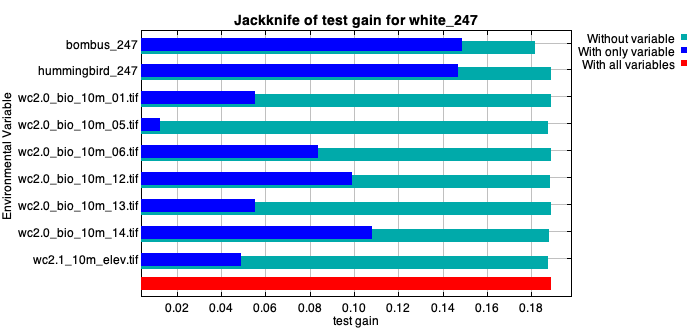 Jackknife of test gain for white_247
Without variable
With only variable
With all variables
Environmental Variable
bombus_247
hummingbird_247
wc2.0_bio_10m_01.tif
wc2.0_bio_10m_05.tif
wc2.0_bio_10m_06.tif
wc2.0_bio_10m_12.tif
wc2.0_bio_10m_13.tif
wc2.0_bio_10m_14.tif
wc2.1_10m_elev.tif
0.02 0.04 0.06 0.08 0.10 0.12 0.14 0.16 0.18
test gain